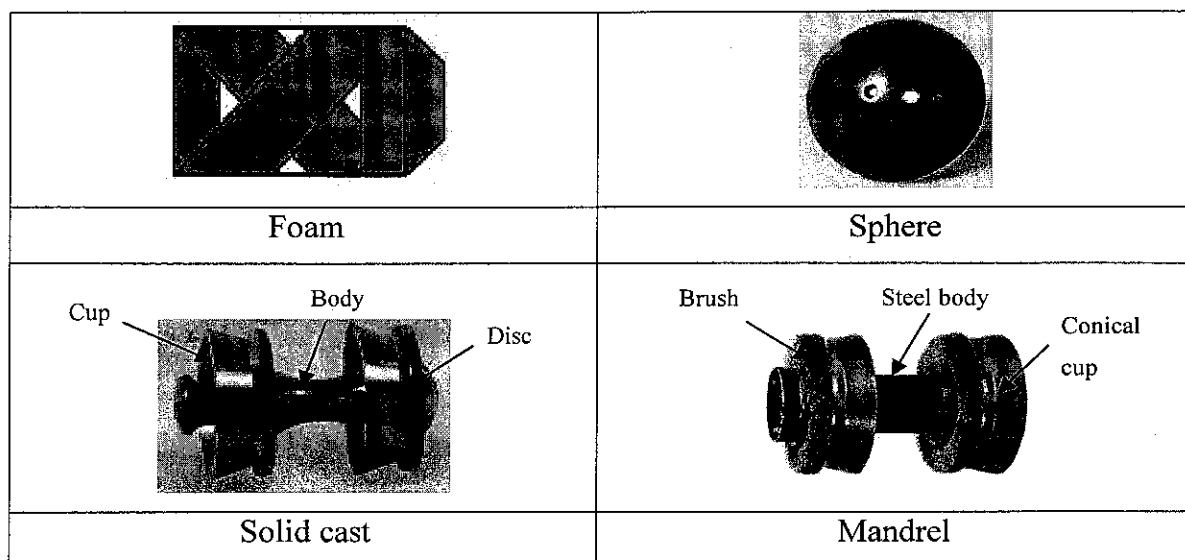 Foam
Sphere
Cup
Body
Disc
Solid cast
Brush
Steel body
Conical
cup
Mandrel